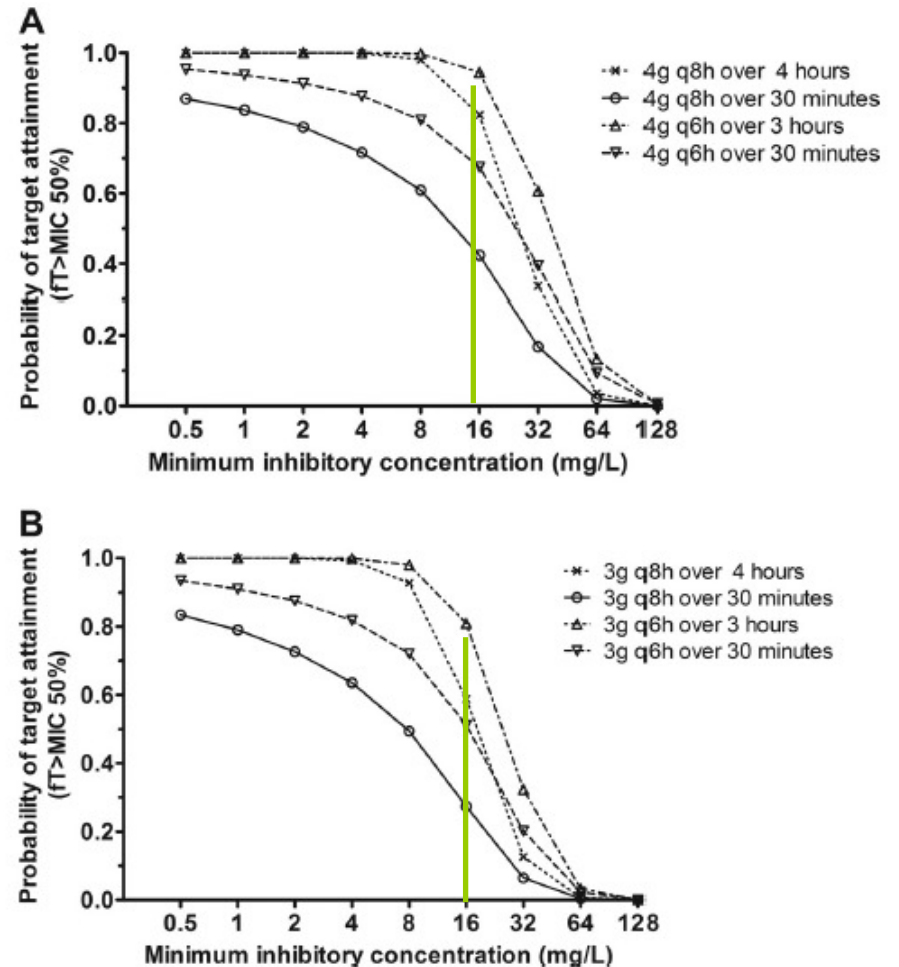 A
Probability of target attainment
(fT>MIC 50%)
1.0
0.8
0.6
0.4
0.2
0.0
0.5 1 2 4 8 16 32 64 128
Minimum inhibitory concentration (mg/L)
4g q8h over 4 hours
4g q8h over 30 minutes
4g q6h over 3 hours
4g q6h over 30 minutes
B
Probability of target attainment
(fT>MIC 50%)
1.0
0.8
0.6
0.4
0.2
0.0
0.5 1 2 4 8 16 32 64 128
Minimum inhibitory concentration (mg/L)
3g q8h over 4 hours
3g q8h over 30 minutes
3g q6h over 3 hours
3g q6h over 30 minutes